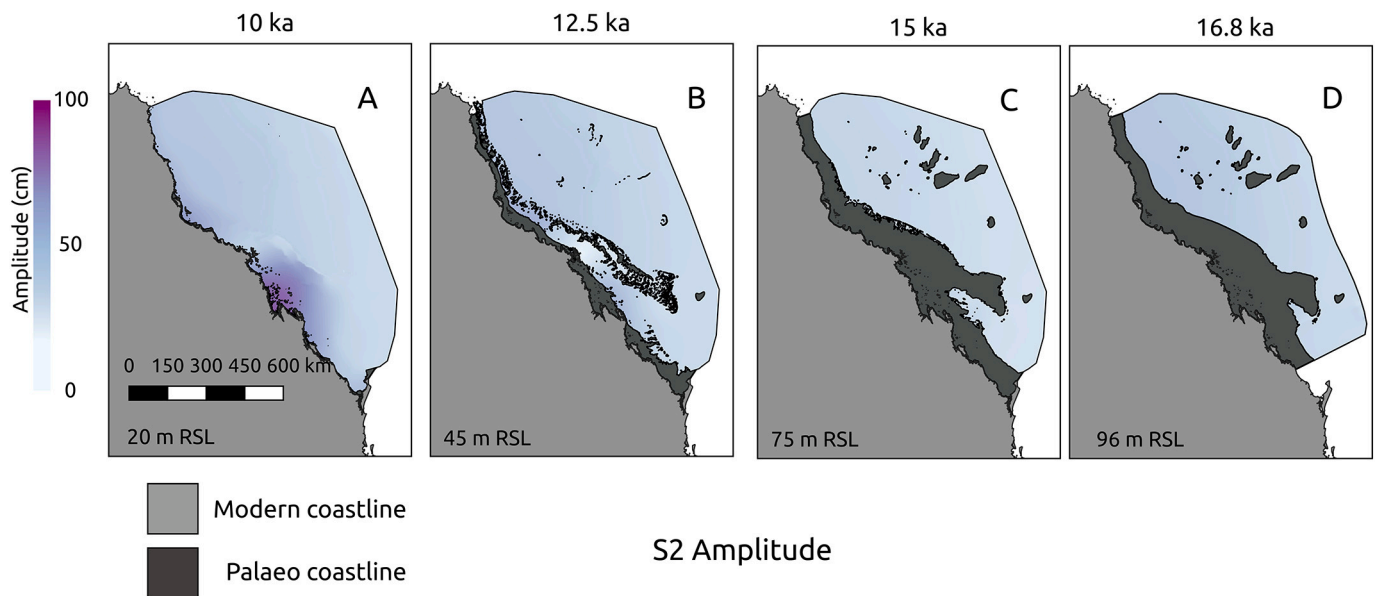 10 ka
12.5 ka
15 ka
16.8 ka
A
B
C
D
100
50
0
Amplitude (cm)
0 150 300 450 600 km
20 m RSL
45 m RSL
75 m RSL
96 m RSL
Modern coastline
Palaeo coastline
S2 Amplitude